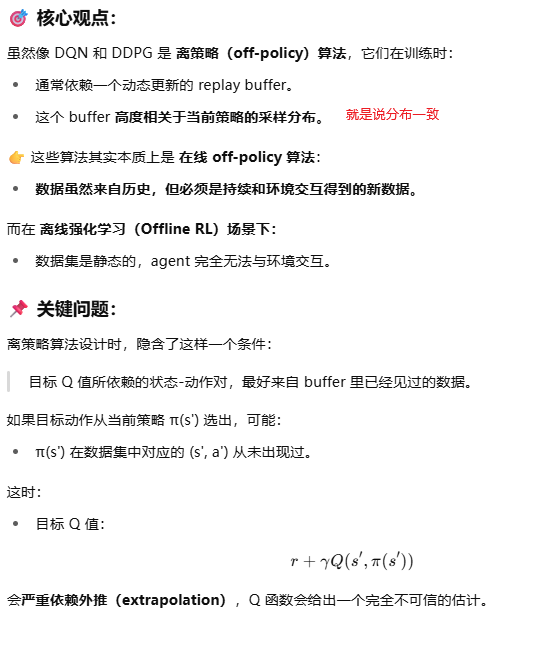 🎯 核心观点：
虽然像 DQN 和 DDPG 是 离策略（off-policy）算法，它们在训练时：
• 通常依赖一个动态更新的 replay buffer。
• 这个 buffer 高度相关于当前策略的采样分布。 就是说分布一致
👉 这些算法其实本质上是 在线 off-policy 算法：
• 数据虽然来自历史，但必须是持续和环境交互得到的新数据。
而在 离线强化学习（Offline RL）场景下：
• 数据集是静态的，agent 完全无法与环境交互。
📌 关键问题：
离策略算法设计时，隐含了这样一个条件：
目标 Q 值所依赖的状态-动作对，最好来自 buffer 里已经见过的数据。
如果目标动作从当前策略 π(s') 选出，可能：
• π(s') 在数据集中对应的 (s', a') 从未出现过。
这时：
• 目标 Q 值：
r + γQ(s′, π(s′))
会严重依赖外推（extrapolation），Q 函数会给出一个完全不可信的估计。